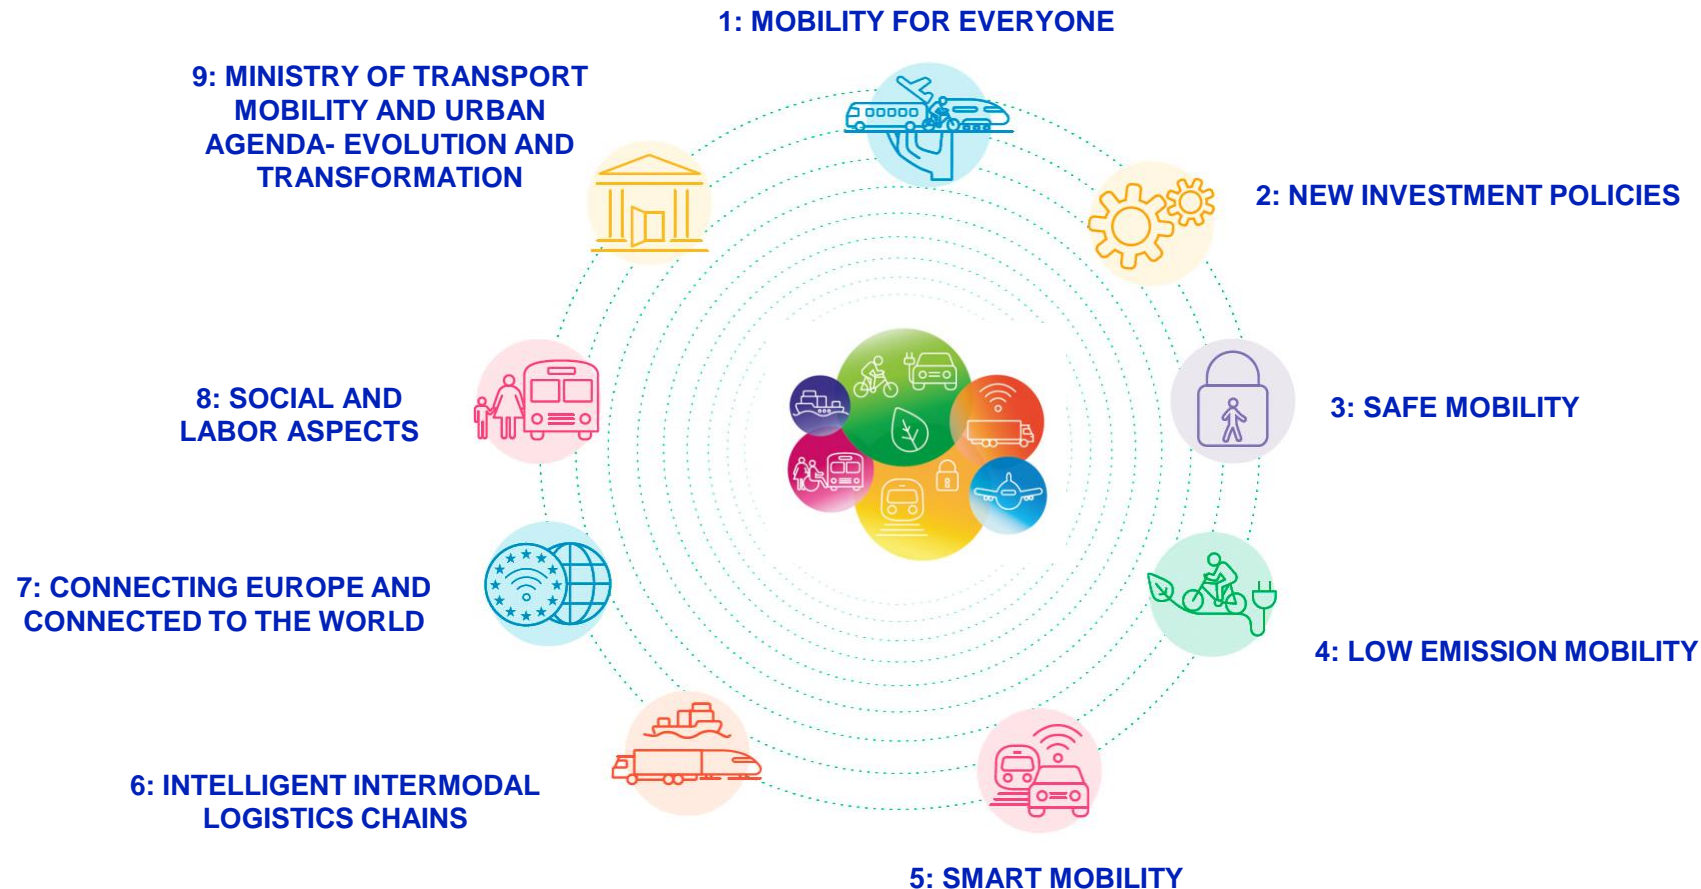 1: MOBILITY FOR EVERYONE
9: MINISTRY OF TRANSPORT
MOBILITY AND URBAN
AGENDA- EVOLUTION AND
TRANSFORMATION
2: NEW INVESTMENT POLICIES
8: SOCIAL AND
LABOR ASPECTS
3: SAFE MOBILITY
7: CONNECTING EUROPE AND
CONNECTED TO THE WORLD
4: LOW EMISSION MOBILITY
6: INTELLIGENT INTERMODAL
LOGISTICS CHAINS
5: SMART MOBILITY